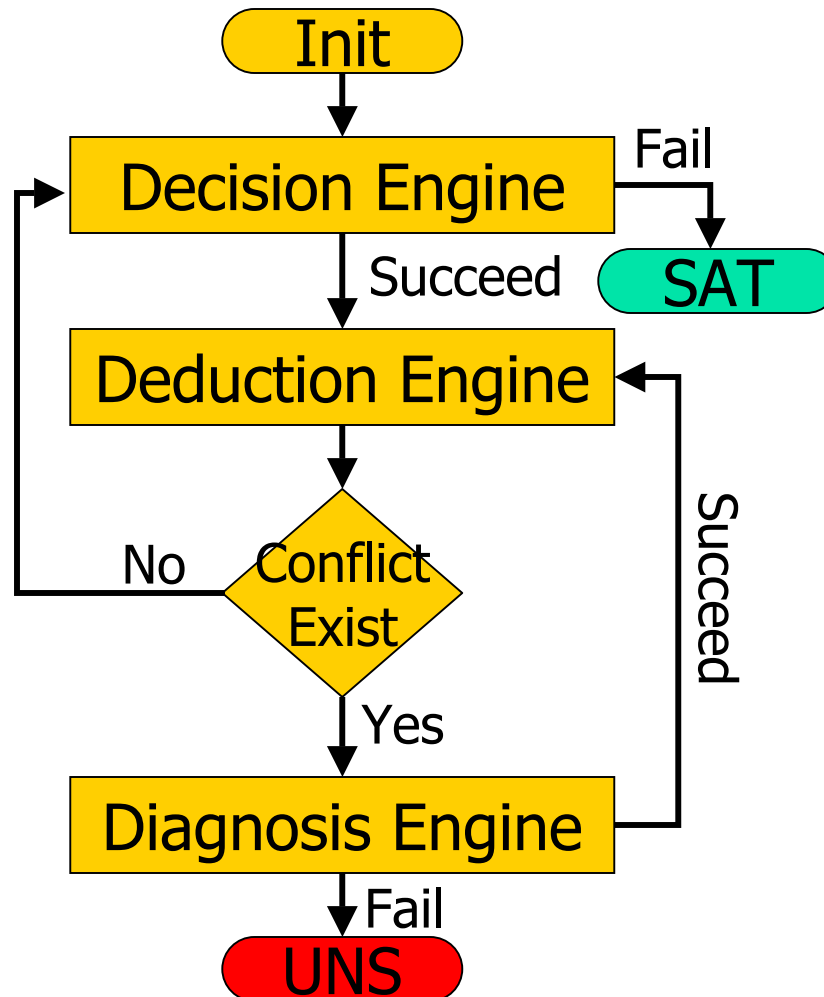 Init
Decision Engine
Fail
SAT
Succeed
Deduction Engine
Succeed
No
Conflict
Exist
Yes
Diagnosis Engine
Fail
UNS